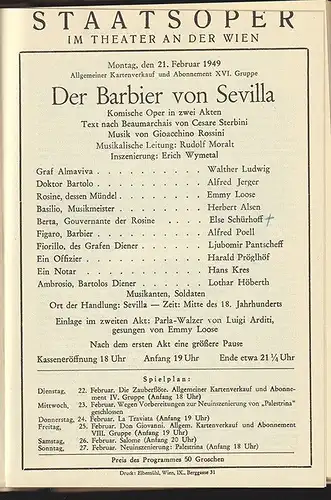 STAATSOPER
IM THEATER AN DER WIEN
Montag, den 21. Februar 1949
Allgemeiner Kartenverkauf und Abonnement XVI. Gruppe
Der Barbier von Sevilla
Komische Oper in zwei Akten
Text nach Beaumarchais von Cesare Sterbini
Musik von Gioacchino Rossini
Musikalische Leitung: Rudolf Moralt
Inszenierung: Erich Wymetal
Graf Almaviva . . . . . . . . . . Walther Ludwig
Doktor Bartolo . . . . . . . . . . Alfred Jerger
Rosine, dessen Mündel . . . . . . . Emmy Loose
Basilio, Musikmeister . . . . . . . Herbert Alsen
Berta, Gouvernante der Rosine . . . . Else Schürhoff
Figaro, Barbier . . . . . . . . . . Alfred Poell
Fiorillo, des Grafen Diener . . . . . Ljubomir Pantscheff
Ein Offizier . . . . . . . . . . . Harald Pröglhöf
Ein Notar . . . . . . . . . . . . Hans Kres
Ambrosio, Bartolos Diener . . . . . . Lothar Höberth
Musikanten, Soldaten
Ort der Handlung: Sevilla — Zeit: Mitte des 18. Jahrhunderts
Einlage im zweiten Akt: Parla-Walzer von Luigi Arditi,
gesungen von Emmy Loose
Nach dem ersten Akt eine größere Pause
Kasseneröffnung 18 Uhr Anfang 19 Uhr Ende etwa 21¼ Uhr
Spielplan:
Dienstag, 22. Februar. Die Zauberflöte. Allgemeiner Kartenverkauf und Abonnement IV. Gruppe (Anfang 18 Uhr)
Mittwoch, 23. Februar. Wegen Vorbereitungen zur Neuinszenierung von „Palestrina" geschlossen
Donnerstag, 24. Februar. La Traviata (Anfang 19 Uhr)
Freitag, 25. Februar. Don Giovanni. Allgem. Kartenverkauf und Abonnement VIII. Gruppe (Anfang 19 Uhr)
Samstag, 26. Februar. Salome (Anfang 20 Uhr)
Sonntag, 27. Februar. Neuinszenierung: Palestrina (Anfang 18 Uhr)
Preis des Programmes 50 Groschen
Druck: Elbemühl, Wien, IX., Berggasse 31